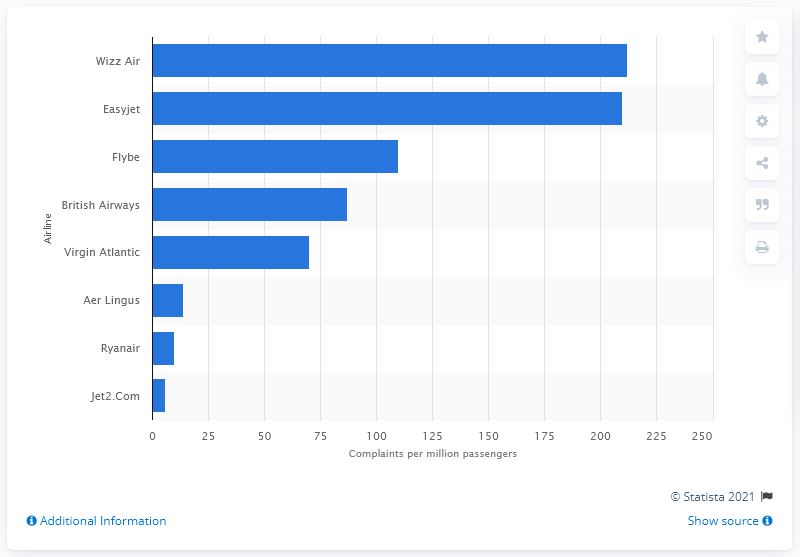 Wizz Air
Easyjet
Flybe
British Airways
Airline
Virgin Atlantic
Aer Lingus
Ryanair
Jet2.Com
0 25 50 75 100 125 150 175 200 225 250
Complaints per million passengers
© Statista 2021
Additional Information
Show source